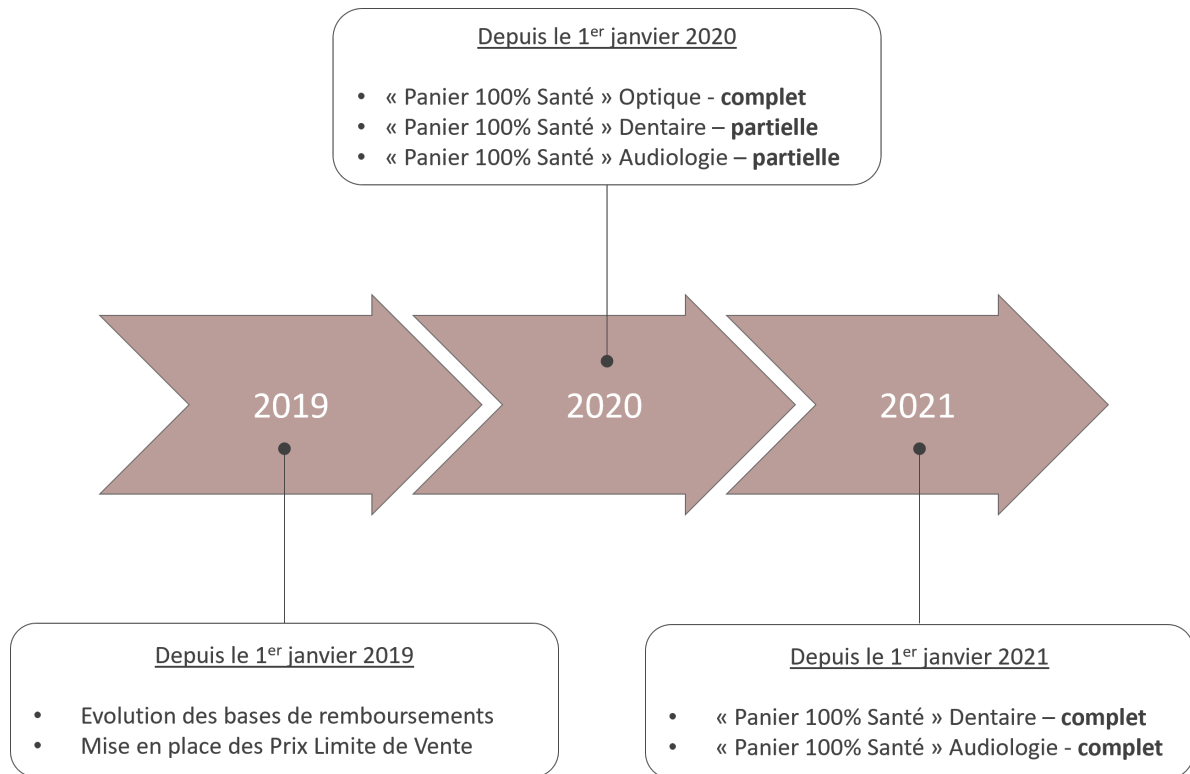 Depuis le 1er janvier 2020
• « Panier 100% Santé » Optique - complet
• « Panier 100% Santé » Dentaire – partielle
• « Panier 100% Santé » Audiologie – partielle
2019
2020
2021
Depuis le 1er janvier 2019
• Evolution des bases de remboursements
• Mise en place des Prix Limite de Vente
Depuis le 1er janvier 2021
• « Panier 100% Santé » Dentaire – complet
• « Panier 100% Santé » Audiologie - complet